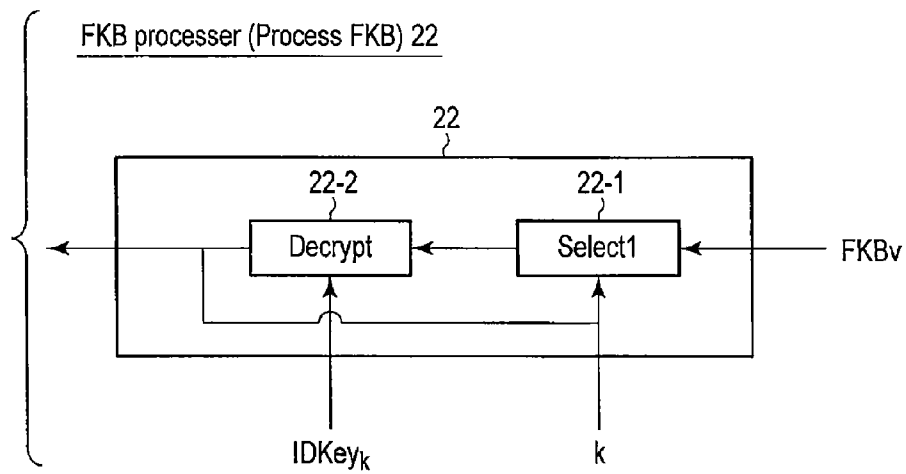 FKB processer (Process FKB) 22
22
22-2
22-1
Decrypt
Select1
FKBv
IDKeyk
k